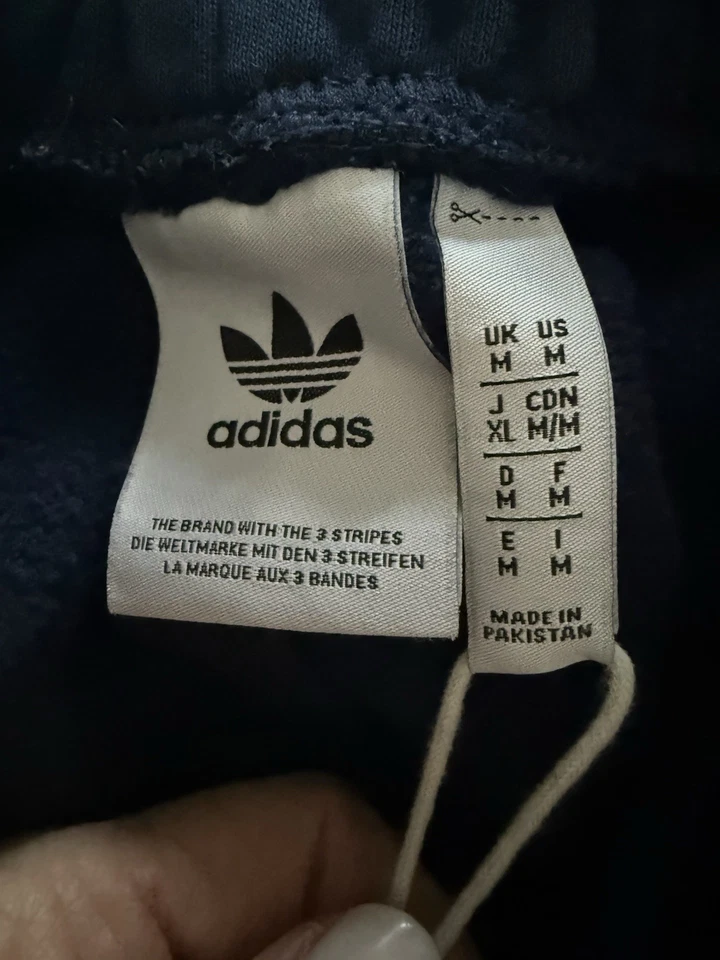 adidas
THE BRAND WITH THE 3 STRIPES
DIE WELTMARKE MIT DEN 3 STREIFEN
LA MARQUE AUX 3 BANDES
UK US
M M
J CDN
XL M/M
D F
M M
E I
M M
MADE IN
PAKISTAN